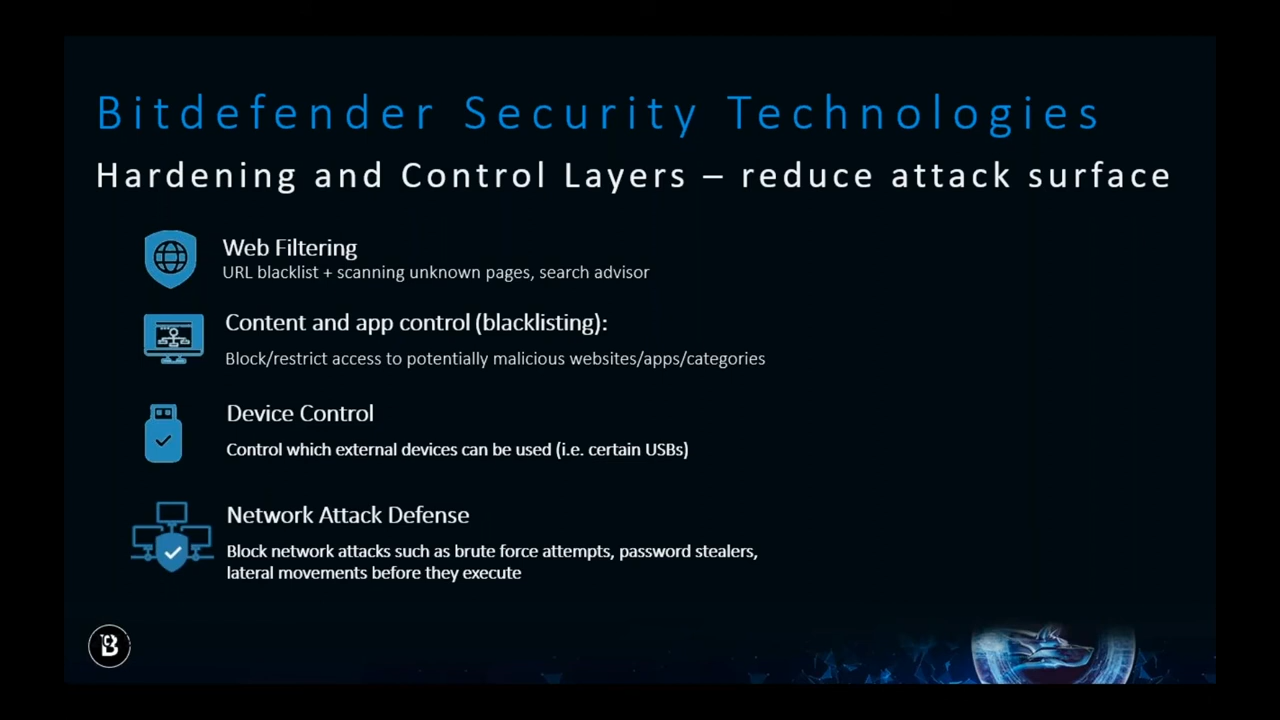 Bitdefender Security Technologies
Hardening and Control Layers – reduce attack surface
Web Filtering
URL blacklist + scanning unknown pages, search advisor
Content and app control (blacklisting):
Block/restrict access to potentially malicious websites/apps/categories
Device Control
Control which external devices can be used (i.e. certain USBs)
Network Attack Defense
Block network attacks such as brute force attempts, password stealers,
lateral movements before they execute
B